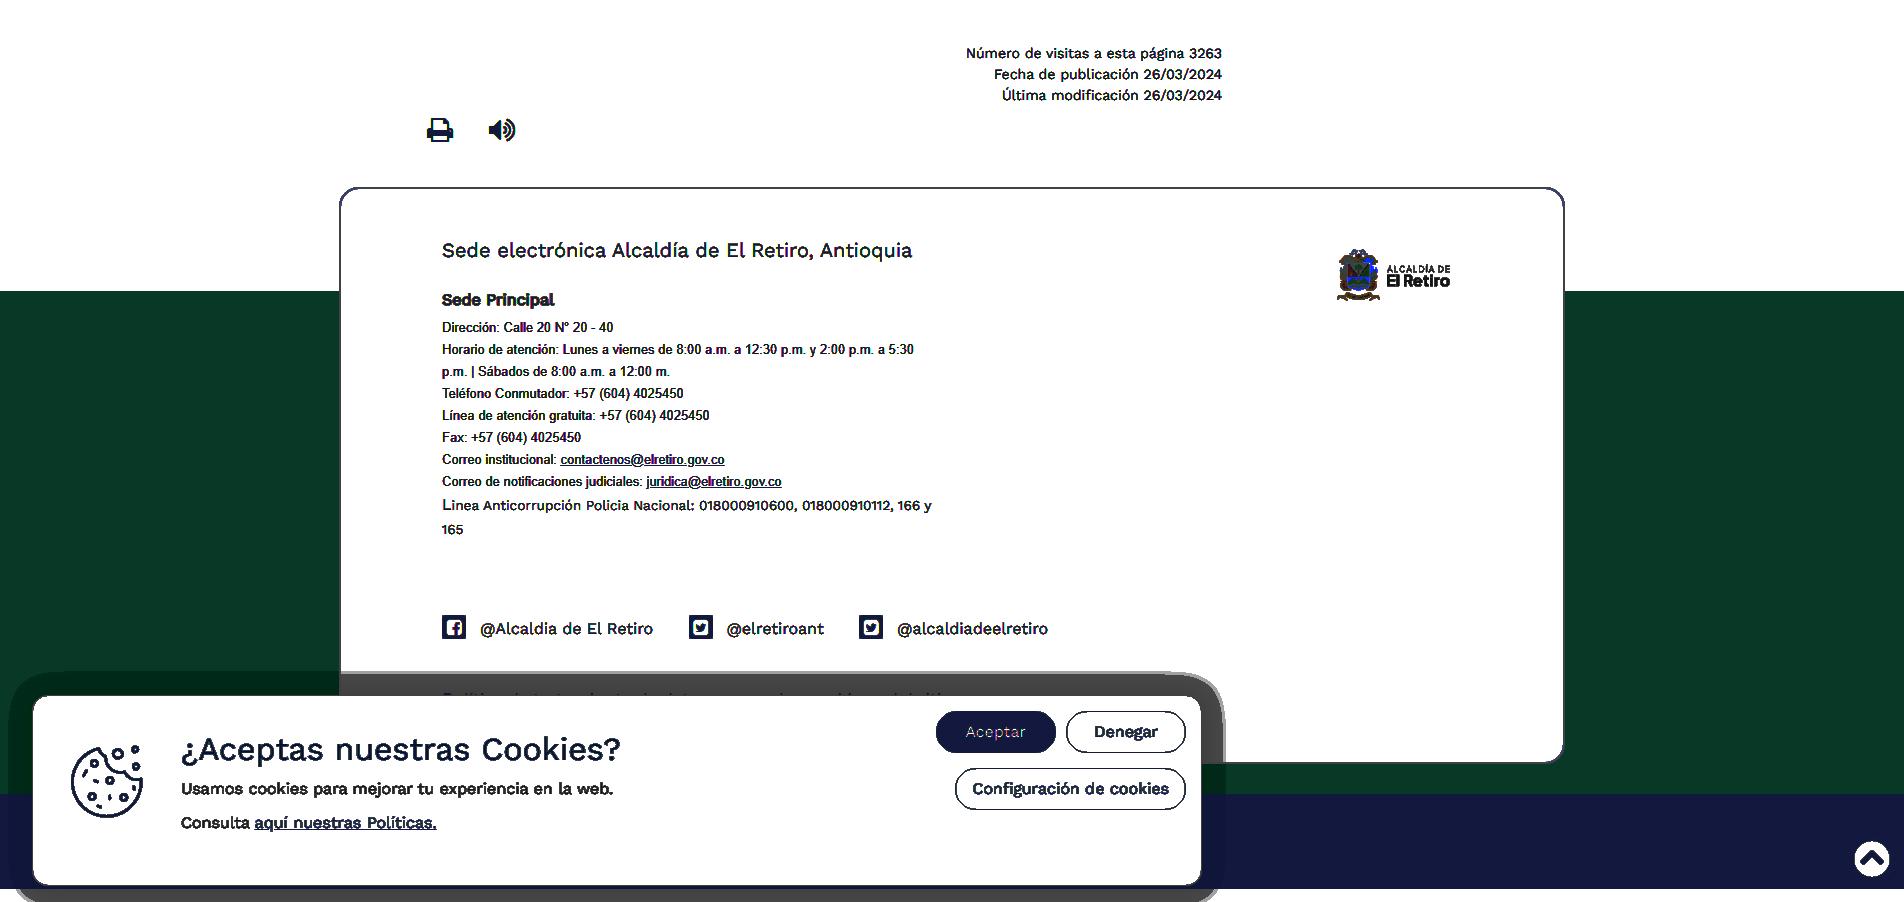 Número de visitas a esta página 3263
Fecha de publicación 26/03/2024
Última modificación 26/03/2024
Sede electrónica Alcaldía de El Retiro, Antioquia
ALCALDÍA DE
El Retiro
Sede Principal
Dirección: Calle 20 N° 20 - 40
Horario de atención: Lunes a viernes de 8:00 a.m. a 12:30 p.m. y 2:00 p.m. a 5:30
p.m. | Sábados de 8:00 a.m. a 12:00 m.
Teléfono Conmutador: +57 (604) 4025450
Línea de atención gratuita: +57 (604) 4025450
Fax: +57 (604) 4025450
Correo institucional: contactenos@elretiro.gov.co
Correo de notificaciones judiciales: juridica@elretiro.gov.co
Linea Anticorrupción Policia Nacional: 018000910600, 018000910112, 166 y
165
@Alcaldia de El Retiro @elretiroant @alcaldiadeelretiro
¿Aceptas nuestras Cookies?
Usamos cookies para mejorar tu experiencia en la web.
Consulta aquí nuestras Políticas.
Aceptar Denegar
Configuración de cookies